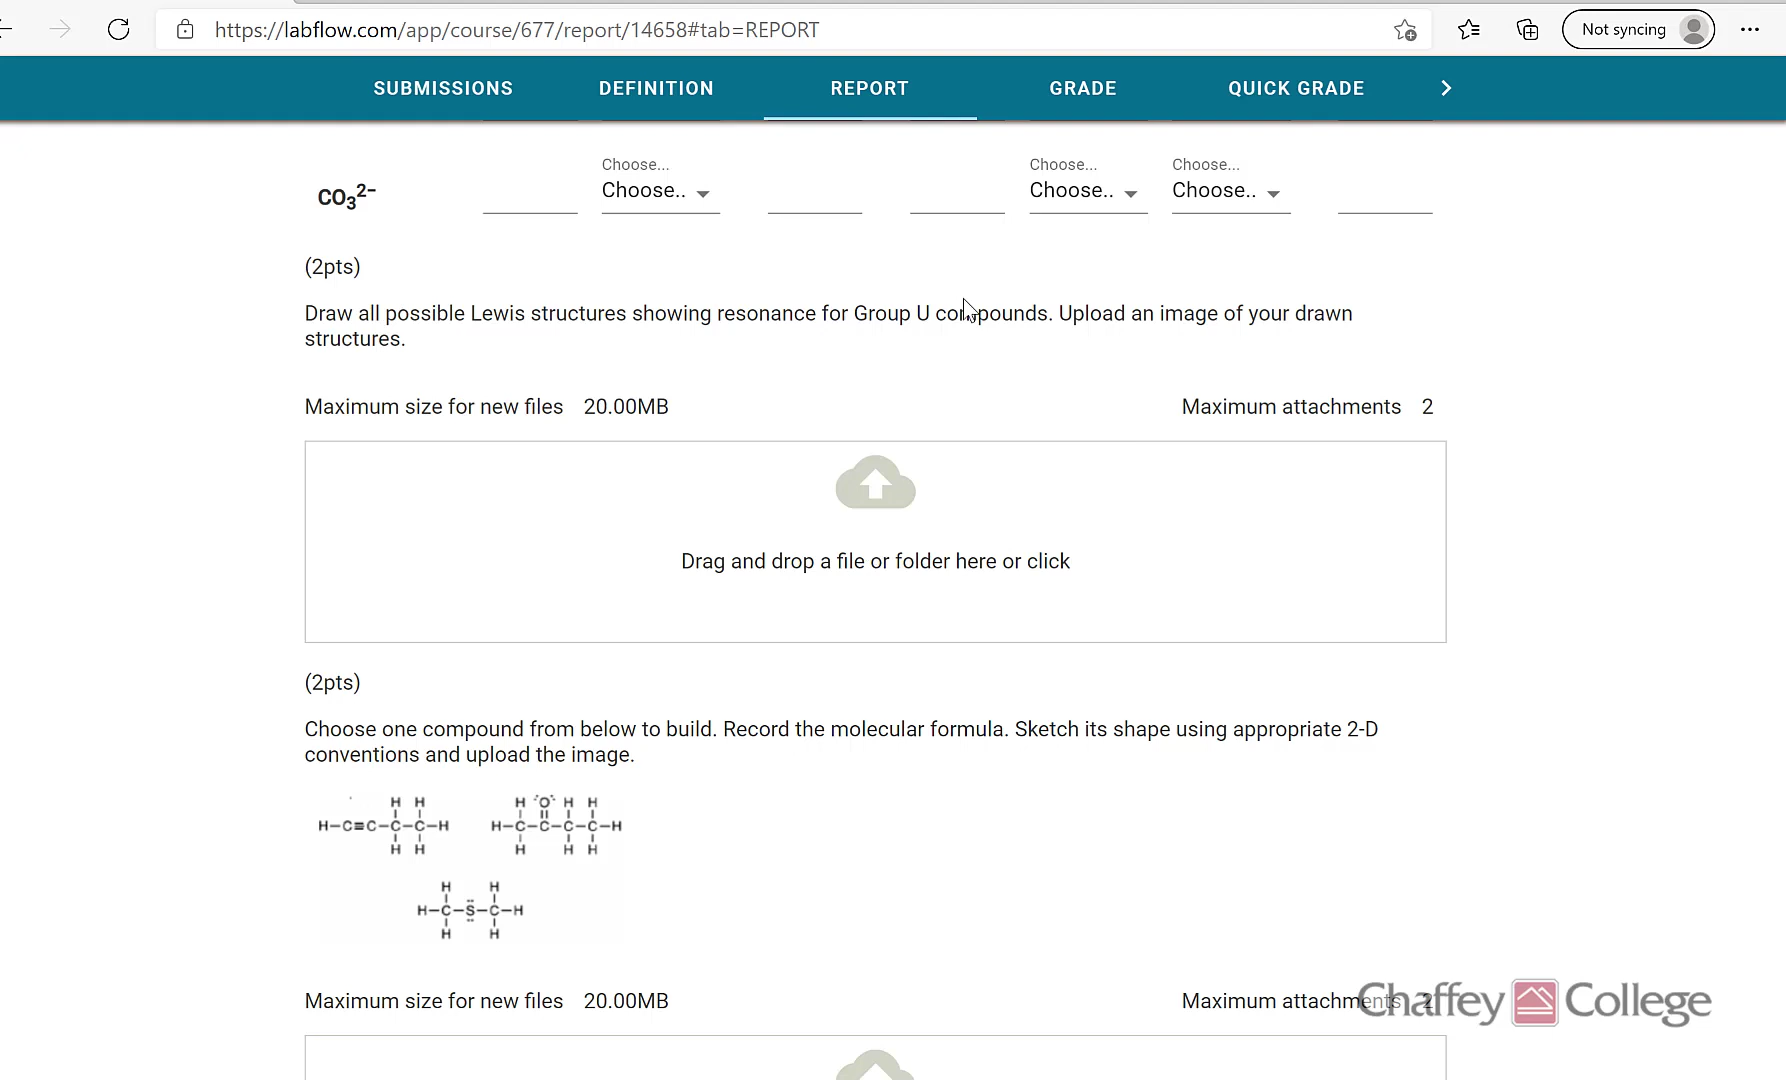 https://labflow.com/app/course/677/report/14658#tab=REPORT
Not syncing
SUBMISSIONS DEFINITION REPORT GRADE QUICK GRADE
Choose... Choose... Choose...
CO₃²⁻ Choose.. Choose.. Choose..
(2pts)
Draw all possible Lewis structures showing resonance for Group U compounds. Upload an image of your drawn
structures.
Maximum size for new files 20.00MB Maximum attachments 2
Drag and drop a file or folder here or click
(2pts)
Choose one compound from below to build. Record the molecular formula. Sketch its shape using appropriate 2-D
conventions and upload the image.
H H H O H H
H-C≡C-C-C-H H-C-C-C-C-H
H H H H H
H H
H-C-S-C-H
H H
Maximum size for new files 20.00MB Maximum attachments 2
Chaffey College